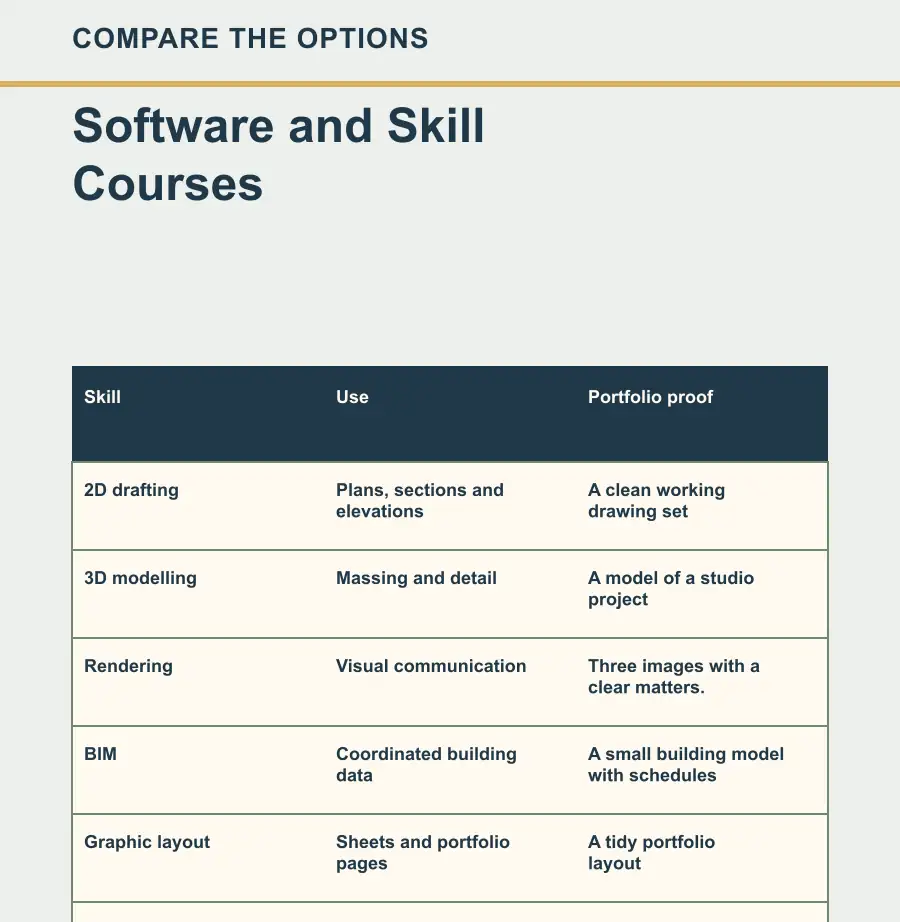 COMPARE THE OPTIONS
Software and Skill
Courses
Skill Use Portfolio proof
2D drafting Plans, sections and A clean working
elevations drawing set
3D modelling Massing and detail A model of a studio
project
Rendering Visual communication Three images with a
clear matters.
BIM Coordinated building A small building model
data with schedules
Graphic layout Sheets and portfolio A tidy portfolio
pages layout